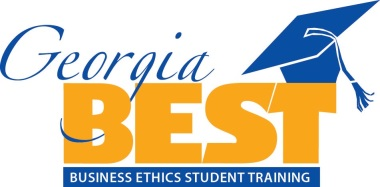 Georgia
BEST
BUSINESS ETHICS STUDENT TRAINING